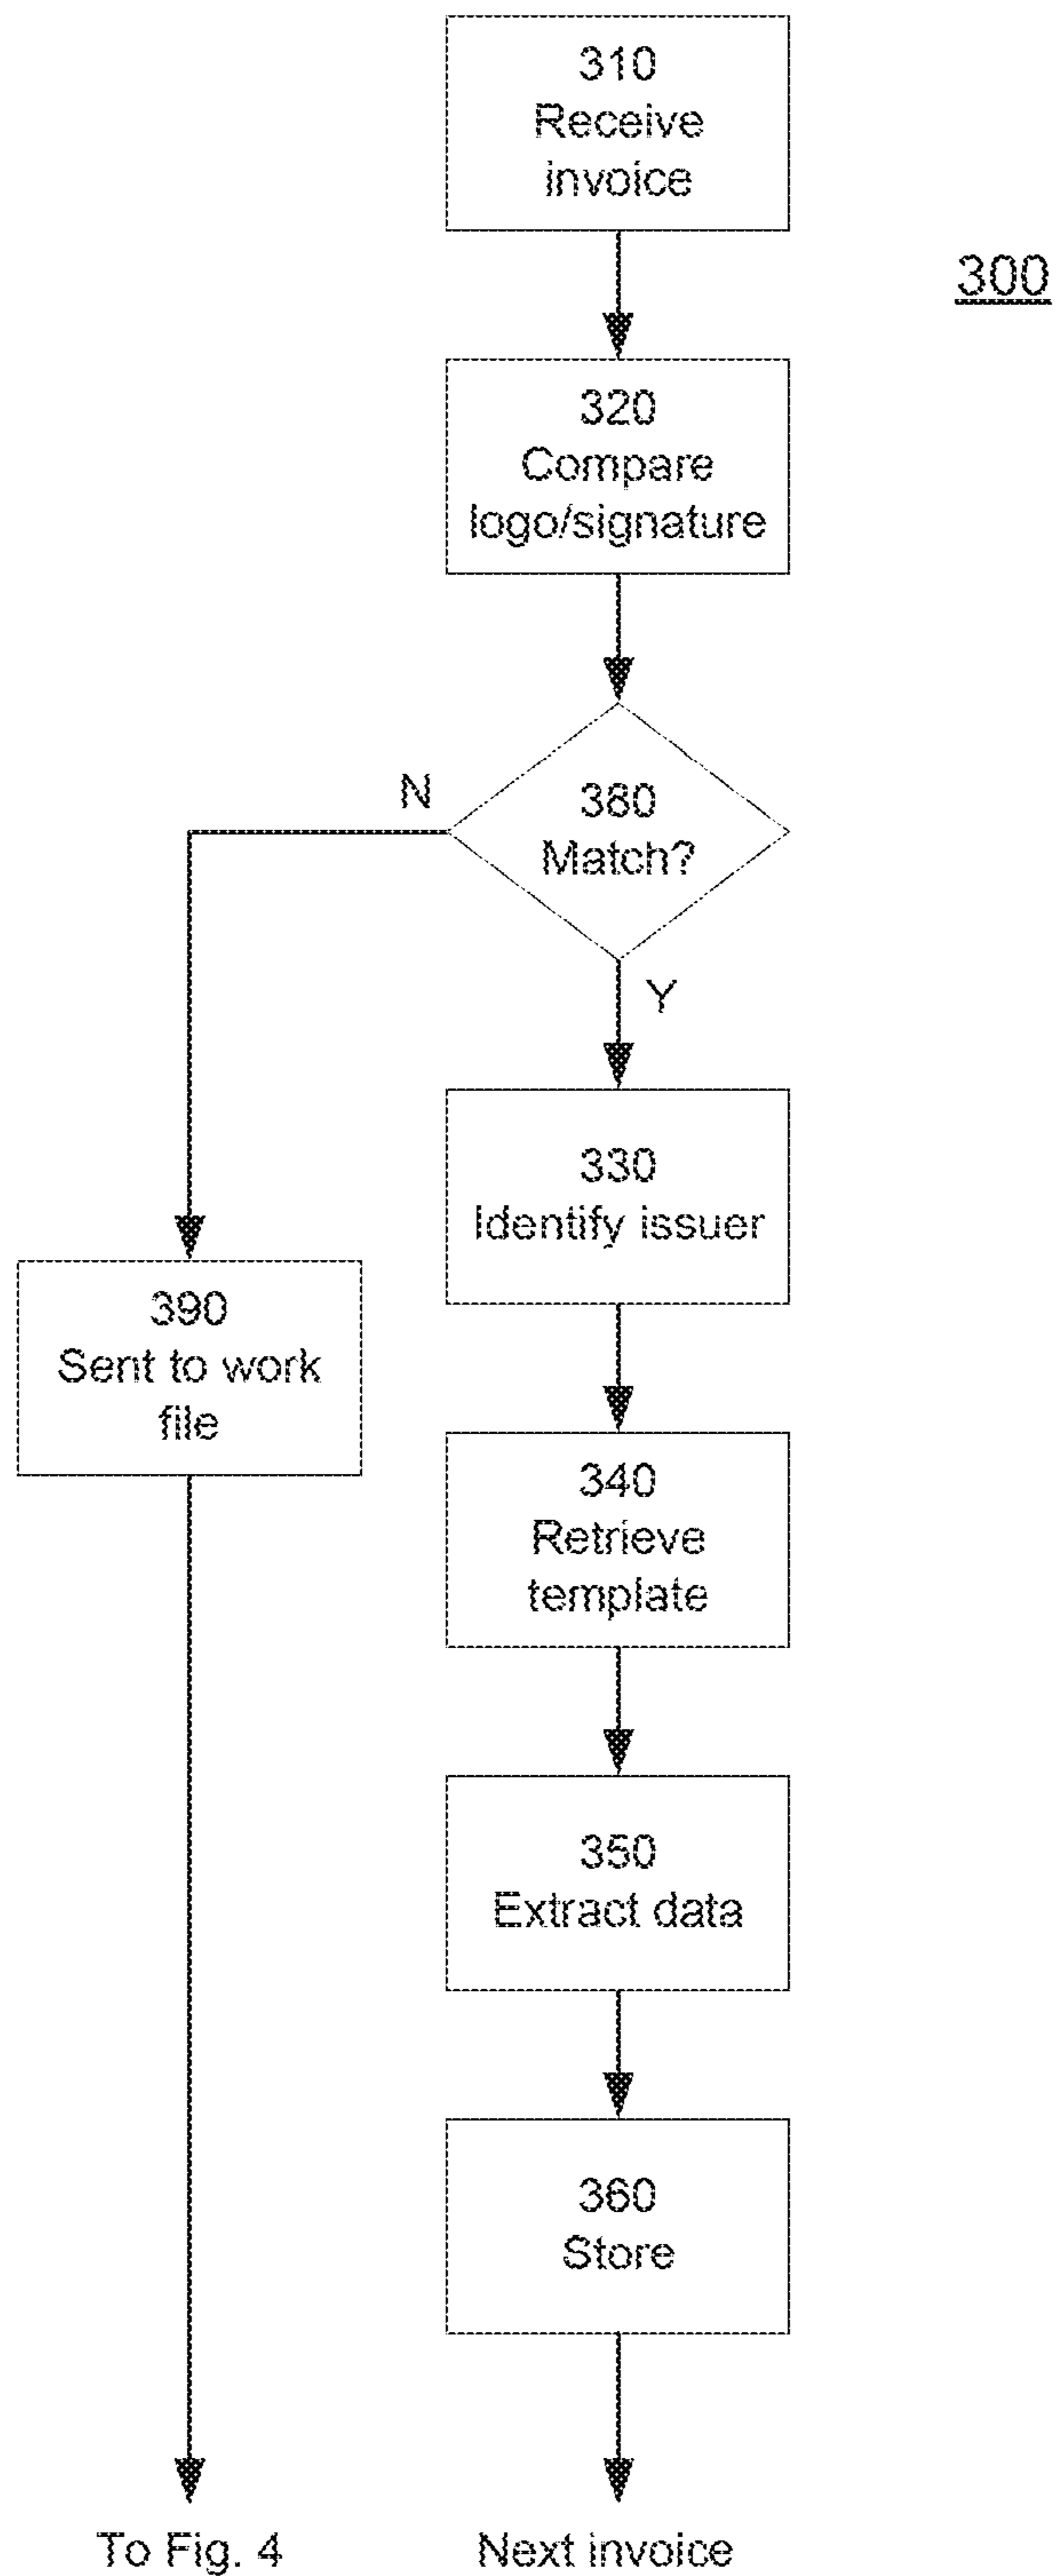 310
Receive
invoice
300
320
Compare
logo/signature
380
Match?
N
Y
330
Identify issuer
390
Sent to work
file
340
Retrieve
template
350
Extract data
360
Store
To Fig. 4
Next invoice